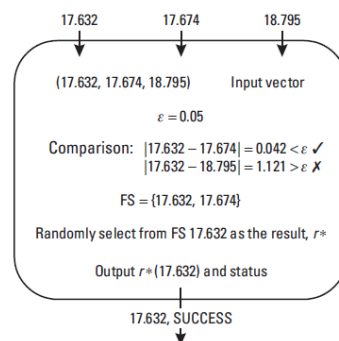 17.632 17.674 18.795
(17.632, 17.674, 18.795) Input vector
ε = 0.05
Comparison: |17.632 − 17.674| = 0.042 < ε ✓
|17.632 − 18.795| = 1.121 > ε ✗
FS = {17.632, 17.674}
Randomly select from FS 17.632 as the result, r*
Output r* (17.632) and status
17.632, SUCCESS